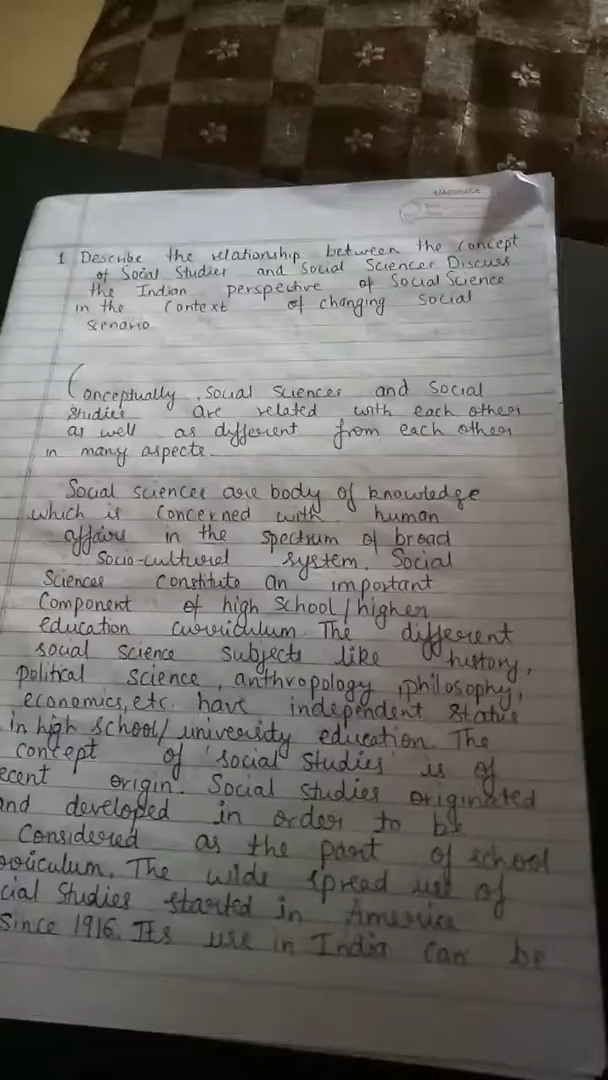 1 Describe the relationship between the concept
of Social Studies and Social Sciences Discuss
the Indian perspective of Social Science
in the Context of changing social
scenario
Conceptually, social sciences and social
studies are related with each other
as well as different from each other
in many aspects.
Social sciences are body of knowledge
which is concerned with human
affairs in the spectrum of broad
Socio-cultural system. Social
Sciences constitute an important
Component of high school/higher
education curriculum. The different
social science subjects like history,
political science, anthropology, philosophy,
economics, etc. have independent status
in high school/university education. The
concept of 'social studies' is of
ecent origin. Social studies originated
nd developed in order to be
Considered as the part of school
rriculum. The wide spread use of
cial Studies started in America
Since 1916. Its use in India can be